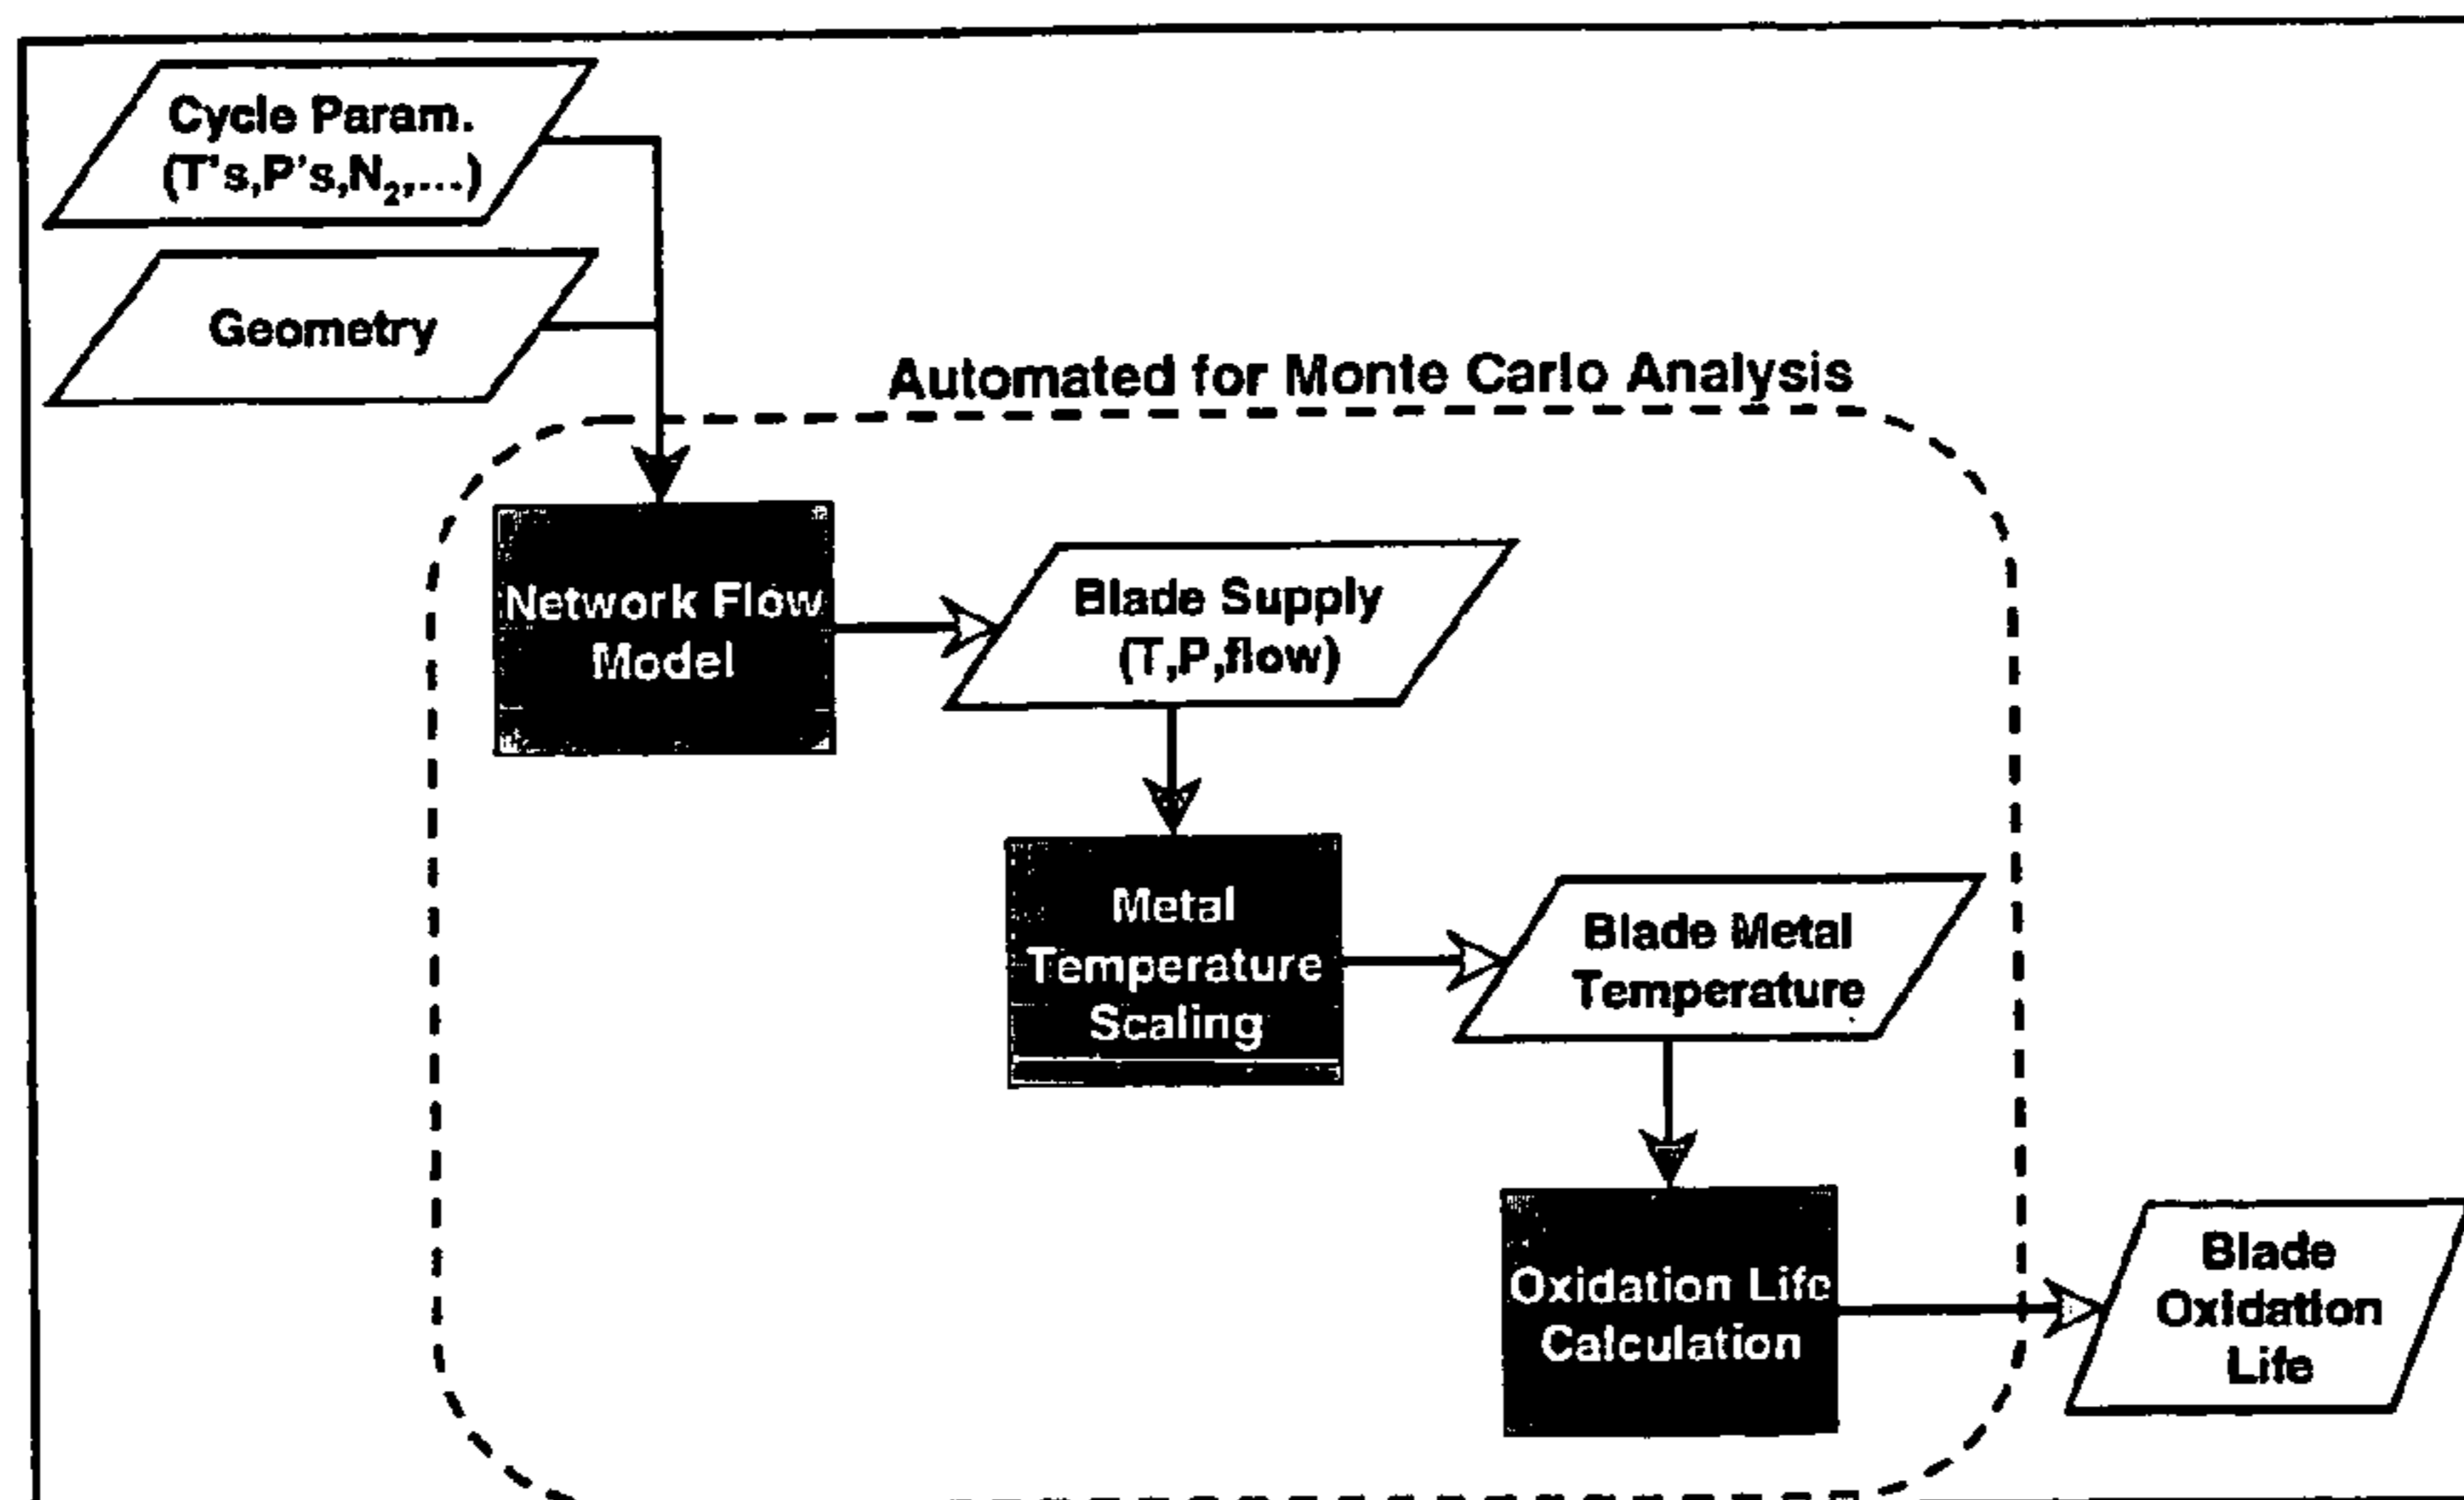 Cycle Param.
(T's,P's,N₂,...)
Geometry
Automated for Monte Carlo Analysis
Network Flow
Model
Blade Supply
(T,P,flow)
Metal
Temperature
Scaling
Blade Metal
Temperature
Oxidation Life
Calculation
Blade
Oxidation
Life